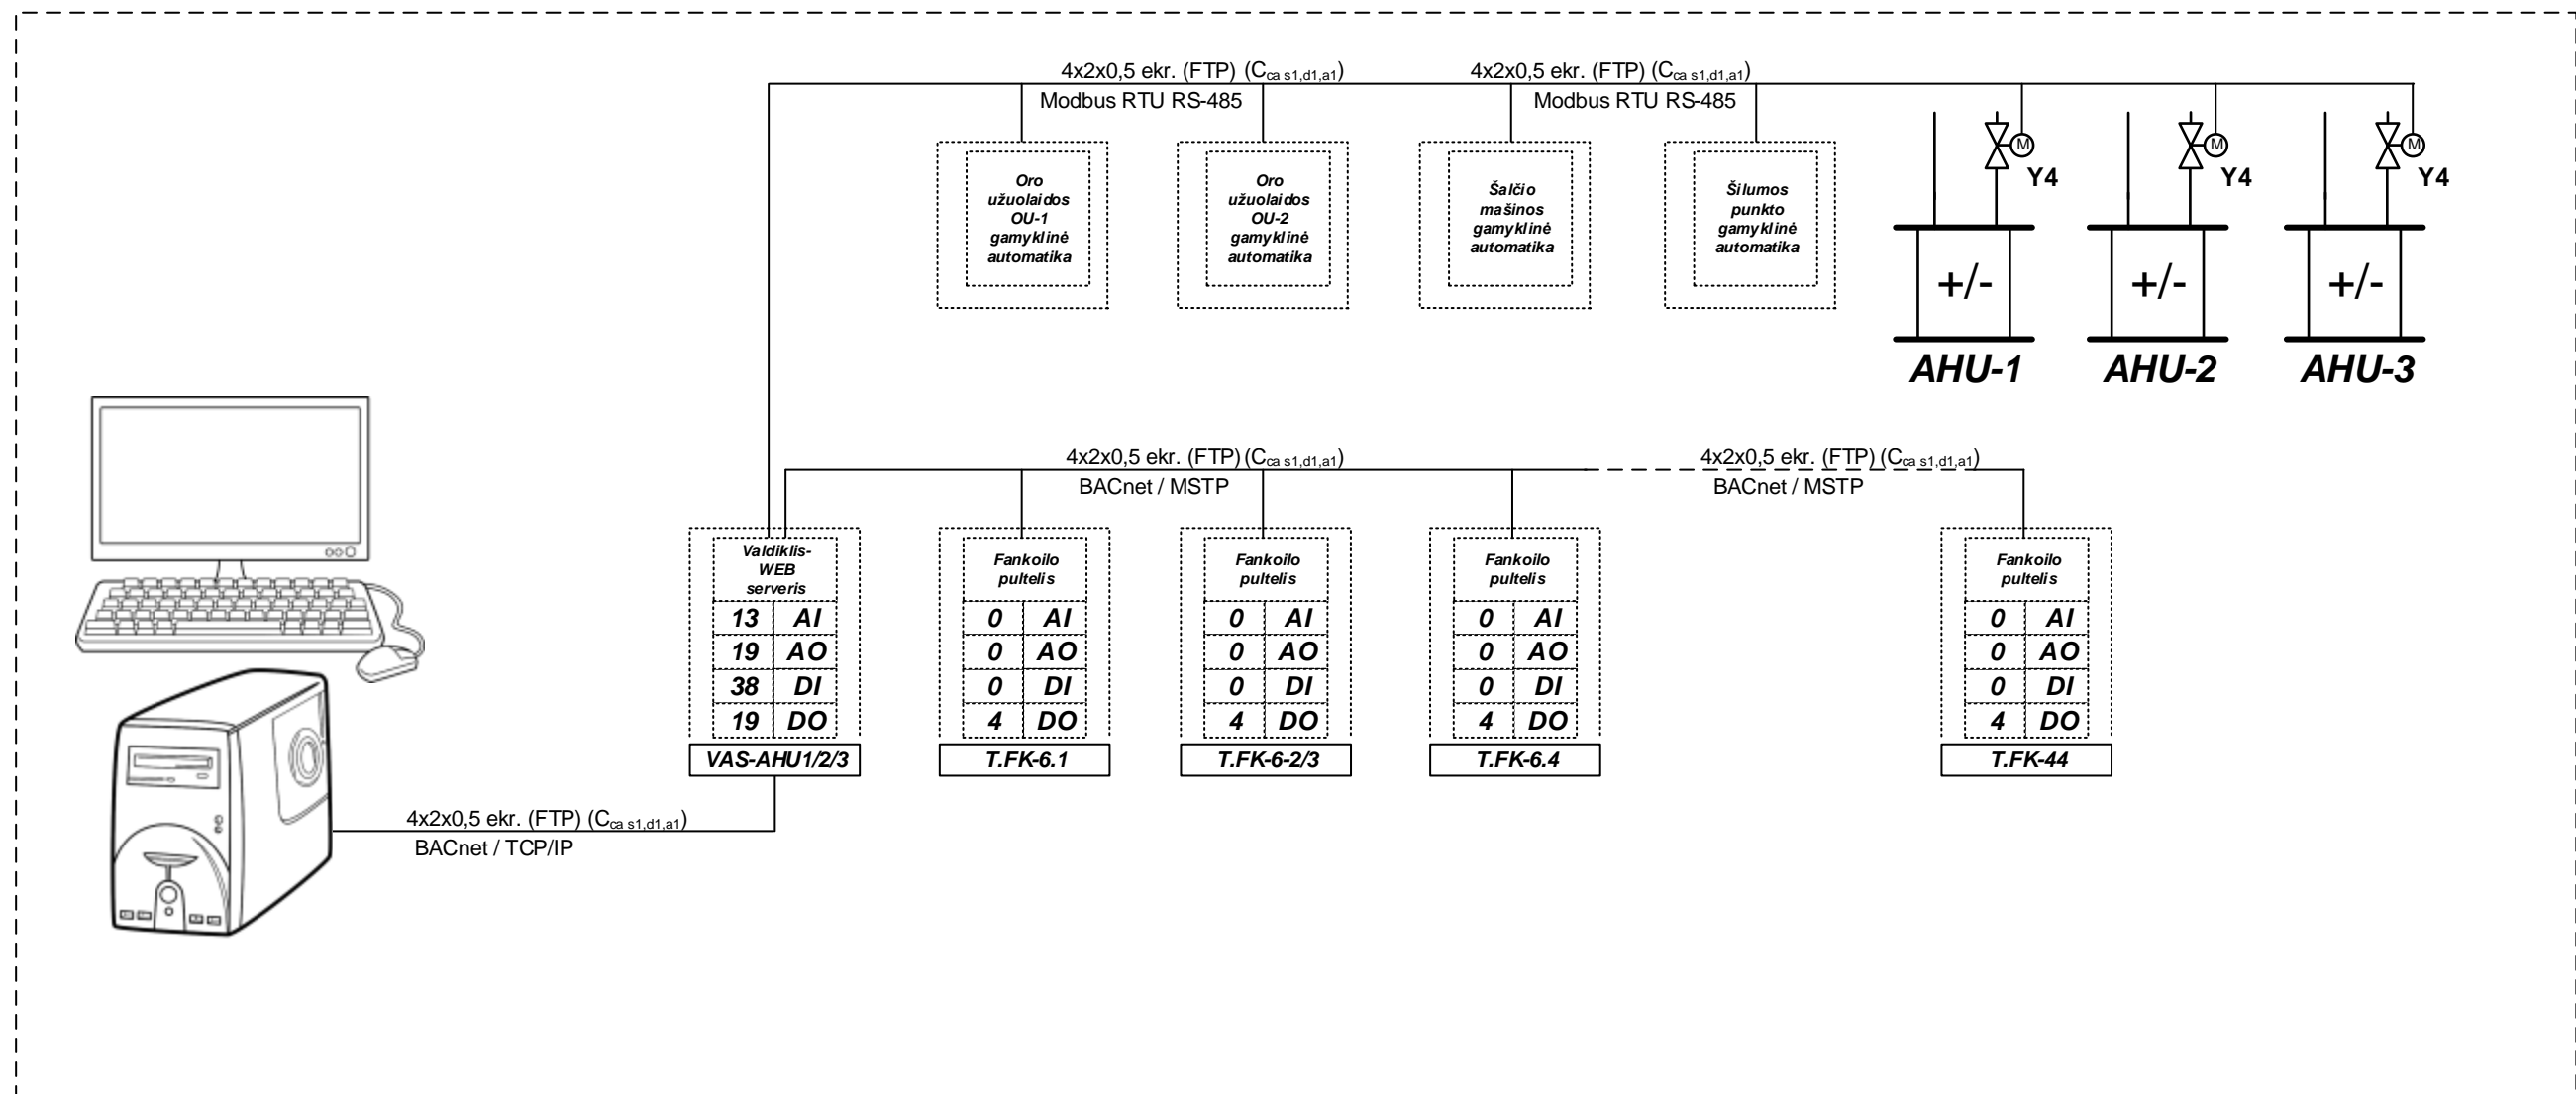 4x2x0,5 ekr. (FTP) (Cca s1,d1,a1)
Modbus RTU RS-485
4x2x0,5 ekr. (FTP) (Cca s1,d1,a1)
Modbus RTU RS-485
Oro
užuolaidos
OU-1
gamyklinė
automatika
Oro
užuolaidos
OU-2
gamyklinė
automatika
Šalčio
mašinos
gamyklinė
automatika
Šilumos
punkto
gamyklinė
automatika
M
Y4
+/-
AHU-1
M
Y4
+/-
AHU-2
M
Y4
+/-
AHU-3
4x2x0,5 ekr. (FTP) (Cca s1,d1,a1)
BACnet / MSTP
4x2x0,5 ekr. (FTP) (Cca s1,d1,a1)
BACnet / MSTP
Valdiklis-
WEB
serveris
13 AI
19 AO
38 DI
19 DO
VAS-AHU1/2/3
Fankoilo
pultelis
0 AI
0 AO
0 DI
4 DO
T.FK-6.1
Fankoilo
pultelis
0 AI
0 AO
0 DI
4 DO
T.FK-6-2/3
Fankoilo
pultelis
0 AI
0 AO
0 DI
4 DO
T.FK-6.4
Fankoilo
pultelis
0 AI
0 AO
0 DI
4 DO
T.FK-44
4x2x0,5 ekr. (FTP) (Cca s1,d1,a1)
BACnet / TCP/IP